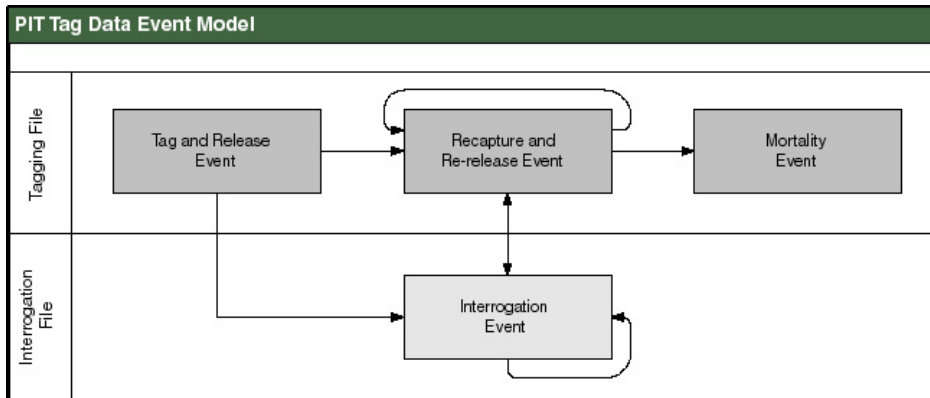 PIT Tag Data Event Model
Tagging File
Tag and Release
Event
Recapture and
Re-release Event
Mortality
Event
Interrogation
File
Interrogation
Event